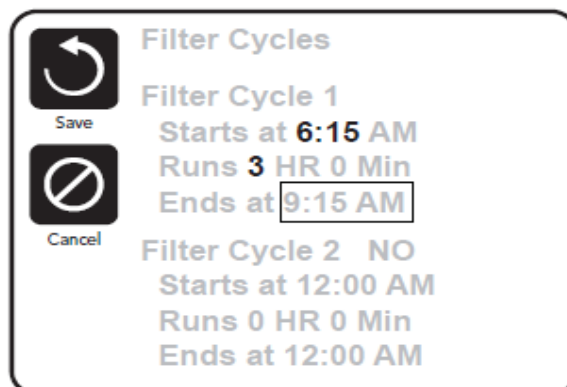 Filter Cycles
Save
Cancel
Filter Cycle 1
Starts at 6:15 AM
Runs 3 HR 0 Min
Ends at 9:15 AM
Filter Cycle 2 NO
Starts at 12:00 AM
Runs 0 HR 0 Min
Ends at 12:00 AM